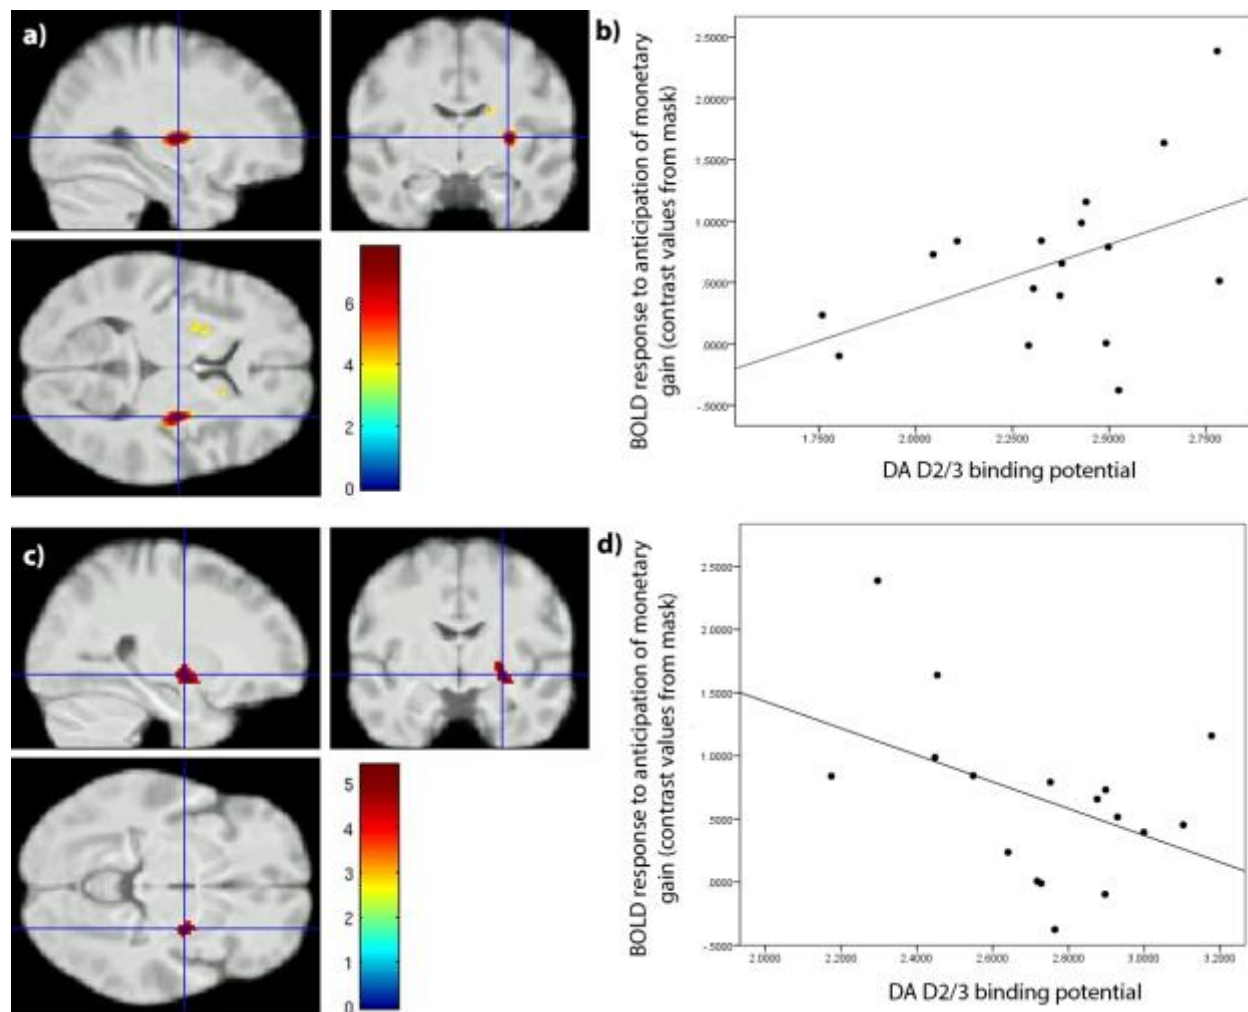 a)
6
4
2
0
b)
BOLD response to anticipation of monetary
gain (contrast values from mask)
2.5000
2.0000
1.5000
1.0000
.5000
.0000
-.5000
1.7500 2.0000 2.2500 2.5000 2.7500
DA D2/3 binding potential
c)
5
4
3
2
1
0
d)
BOLD response to anticipation of monetary
gain (contrast values from mask)
2.5000
2.0000
1.5000
1.0000
.5000
.0000
-.5000
2.0000 2.2000 2.4000 2.6000 2.8000 3.0000 3.2000
DA D2/3 binding potential